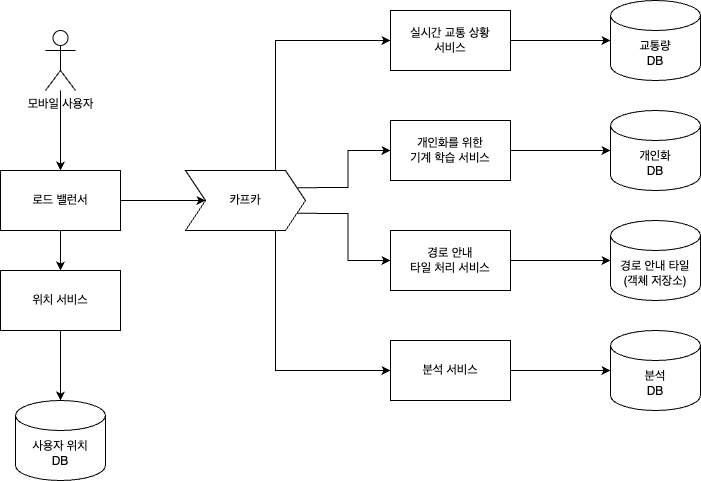 모바일 사용자
로드 밸런서
위치 서비스
사용자 위치
DB
카프카
실시간 교통 상황
서비스
교통량
DB
개인화를 위한
기계 학습 서비스
개인화
DB
경로 안내
타일 처리 서비스
경로 안내 타일
(객체 저장소)
분석 서비스
분석
DB